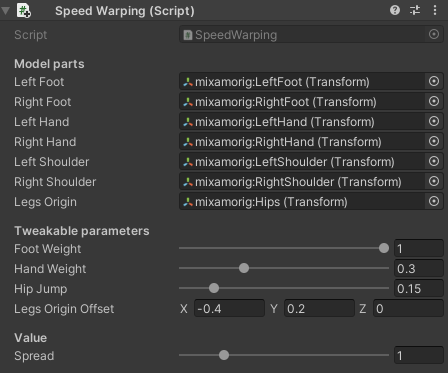 Speed Warping (Script)
Script SpeedWarping
Model parts
Left Foot mixamorig:LeftFoot (Transform)
Right Foot mixamorig:RightFoot (Transform)
Left Hand mixamorig:LeftHand (Transform)
Right Hand mixamorig:RightHand (Transform)
Left Shoulder mixamorig:LeftShoulder (Transform)
Right Shoulder mixamorig:RightShoulder (Transform)
Legs Origin mixamorig:Hips (Transform)
Tweakable parameters
Foot Weight 1
Hand Weight 0.3
Hip Jump 0.15
Legs Origin Offset X -0.4 Y 0.2 Z 0
Value
Spread 1